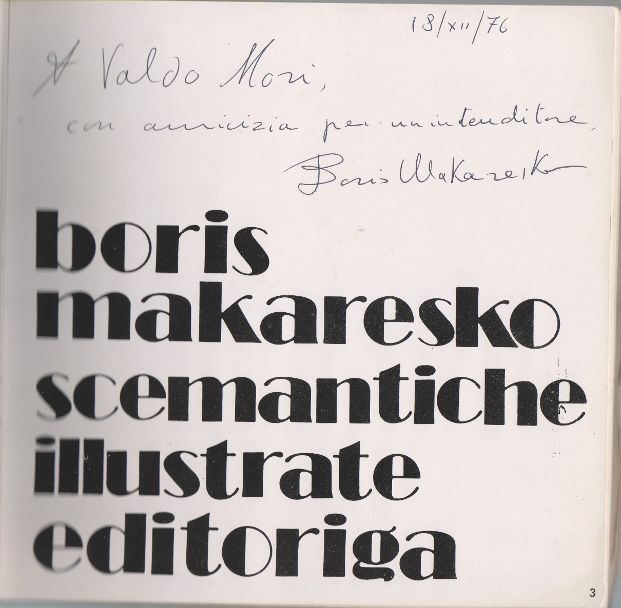 18/XII/76
A Valdo Mori,
con amicizia per un intenditore.
Boris Makaresko
boris
makaresko
scemantiche
illustrate
editoriga
3